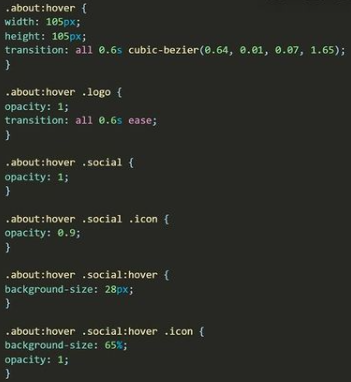 .about:hover {
width: 105px;
height: 105px;
transition: all 0.6s cubic-bezier(0.64, 0.01, 0.07, 1.65);
}
.about:hover .logo {
opacity: 1;
transition: all 0.6s ease;
}
.about:hover .social {
opacity: 1;
}
.about:hover .social .icon {
opacity: 0.9;
}
.about:hover .social:hover {
background-size: 28px;
}
.about:hover .social:hover .icon {
background-size: 65%;
opacity: 1;
}